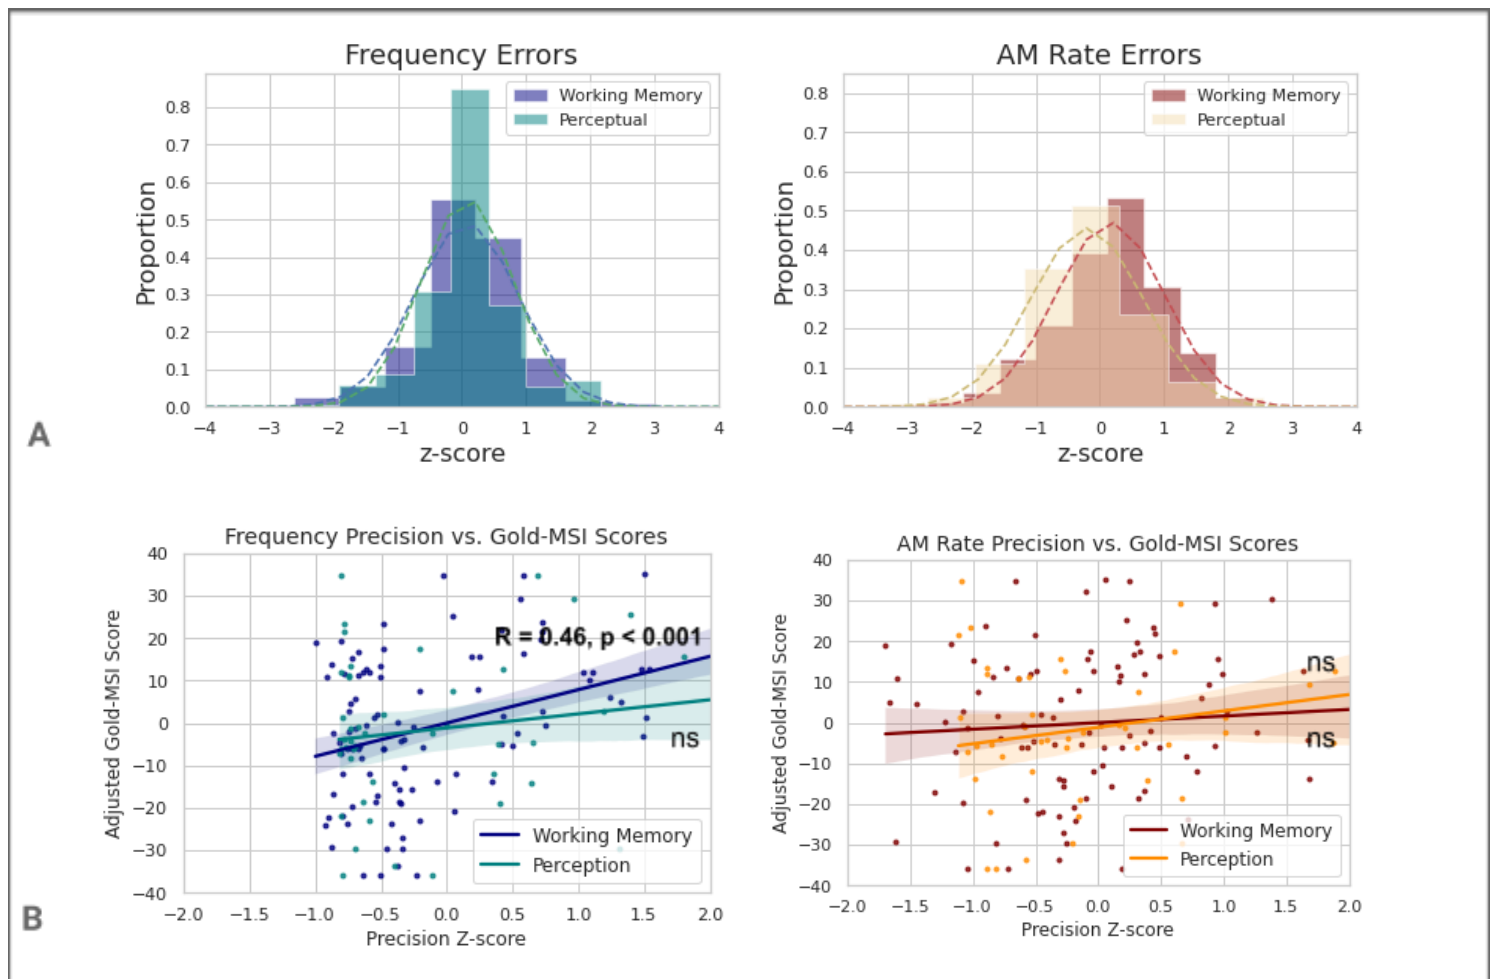 Frequency Errors
Working Memory
Perceptual
Proportion
0.8
0.7
0.6
0.5
0.4
0.3
0.2
0.1
0.0
−4 −3 −2 −1 0 1 2 3 4
z-score
AM Rate Errors
Working Memory
Perceptual
Proportion
0.8
0.7
0.6
0.5
0.4
0.3
0.2
0.1
0.0
−4 −3 −2 −1 0 1 2 3 4
z-score
A
Frequency Precision vs. Gold-MSI Scores
Adjusted Gold-MSI Score
40
30
20
10
0
−10
−20
−30
−40
R = 0.46, p < 0.001
ns
Working Memory
Perception
−2.0 −1.5 −1.0 −0.5 0.0 0.5 1.0 1.5 2.0
Precision Z-score
AM Rate Precision vs. Gold-MSI Scores
Adjusted Gold-MSI Score
40
30
20
10
0
−10
−20
−30
−40
ns
ns
Working Memory
Perception
−2.0 −1.5 −1.0 −0.5 0.0 0.5 1.0 1.5 2.0
Precision Z-score
B